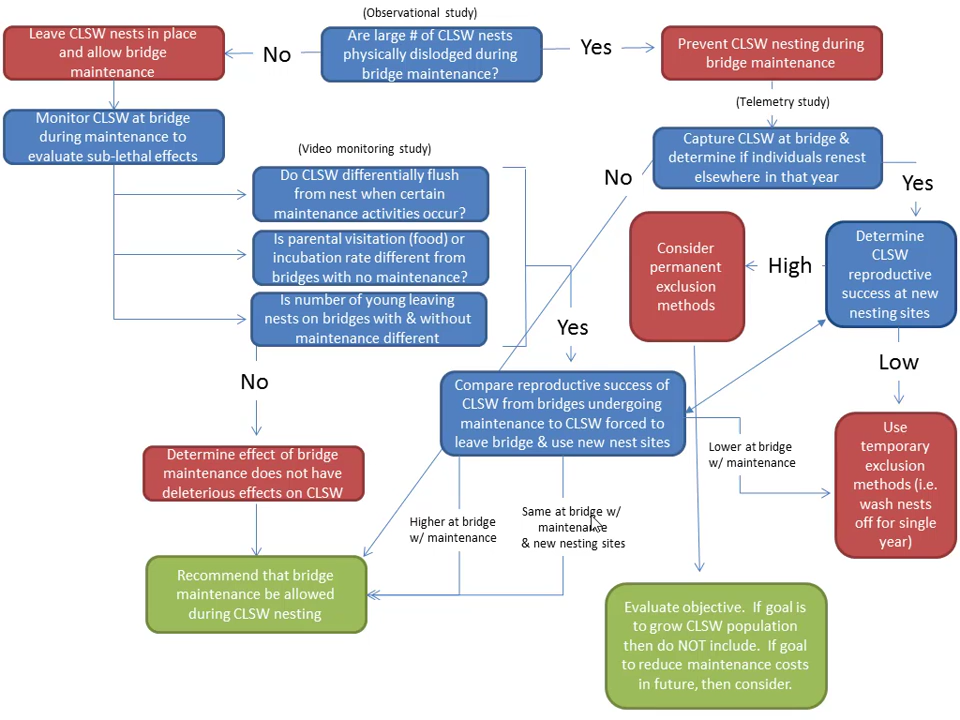 (Observational study)
Leave CLSW nests in place
and allow bridge
maintenance
No
Are large # of CLSW nests
physically dislodged during
bridge maintenance?
Yes
Prevent CLSW nesting during
bridge maintenance
(Telemetry study)
Monitor CLSW at bridge
during maintenance to
evaluate sub-lethal effects
Capture CLSW at bridge &
determine if individuals renest
elsewhere in that year
(Video monitoring study)
No
Yes
Do CLSW differentially flush
from nest when certain
maintenance activities occur?
Is parental visitation (food) or
incubation rate different from
bridges with no maintenance?
Is number of young leaving
nests on bridges with & without
maintenance different
Consider
permanent
exclusion
methods
High
Determine
CLSW
reproductive
success at new
nesting sites
Yes
Low
No
Compare reproductive success of
CLSW from bridges undergoing
maintenance to CLSW forced to
leave bridge & use new nest sites
Lower at bridge
w/ maintenance
Use
temporary
exclusion
methods (i.e.
wash nests
off for single
year)
Determine effect of bridge
maintenance does not have
deleterious effects on CLSW
Higher at bridge
w/ maintenance
Same at bridge w/
maintenance
& new nesting sites
Recommend that bridge
maintenance be allowed
during CLSW nesting
Evaluate objective. If goal is
to grow CLSW population
then do NOT include. If goal
to reduce maintenance costs
in future, then consider.